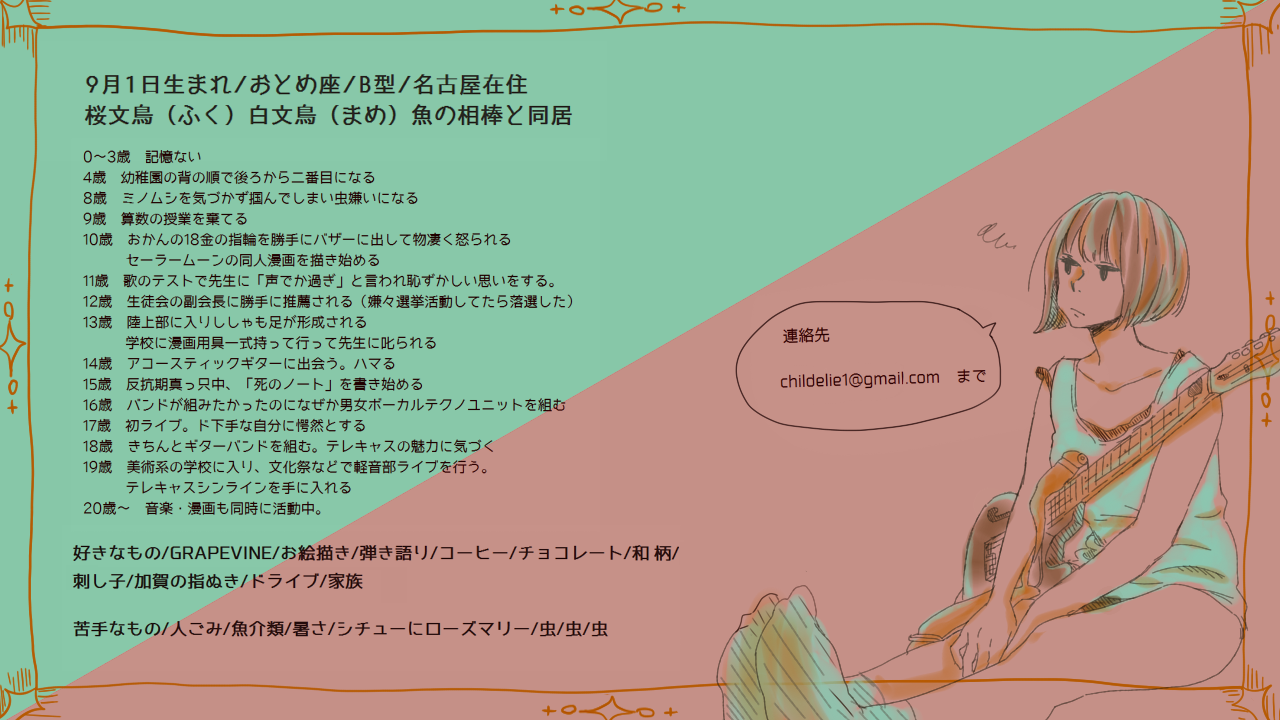 9月1日生まれ/おとめ座/B型/名古屋在住
桜文鳥（ふく）白文鳥（まめ）魚の相棒と同居
0～3歳　記憶ない
4歳　幼稚園の背の順で後ろから二番目になる
8歳　ミノムシを気づかず掴んでしまい虫嫌いになる
9歳　算数の授業を棄てる
10歳　おかんの18金の指輪を勝手にバザーに出して物凄く怒られる
セーラームーンの同人漫画を描き始める
11歳　歌のテストで先生に「声でか過ぎ」と言われ恥ずかしい思いをする。
12歳　生徒会の副会長に勝手に推薦される（嫌々選挙活動してたら落選した）
13歳　陸上部に入りししゃも足が形成される
学校に漫画用具一式持って行って先生に叱られる
14歳　アコースティックギターに出会う。ハマる
15歳　反抗期真っ只中、「死のノート」を書き始める
16歳　バンドが組みたかったのになぜか男女ボーカルテクノユニットを組む
17歳　初ライブ。ド下手な自分に愕然とする
18歳　きちんとギターバンドを組む。テレキャスの魅力に気づく
19歳　美術系の学校に入り、文化祭などで軽音部ライブを行う。
テレキャスシンラインを手に入れる
20歳～　音楽・漫画も同時に活動中。
好きなもの/GRAPEVINE/お絵描き/弾き語り/コーヒー/チョコレート/和 柄/
刺し子/加賀の指ぬき/ドライブ/家族
苦手なもの/人ごみ/魚介類/暑さ/シチューにローズマリー/虫/虫/虫
連絡先
childelie1@gmail.com　まで